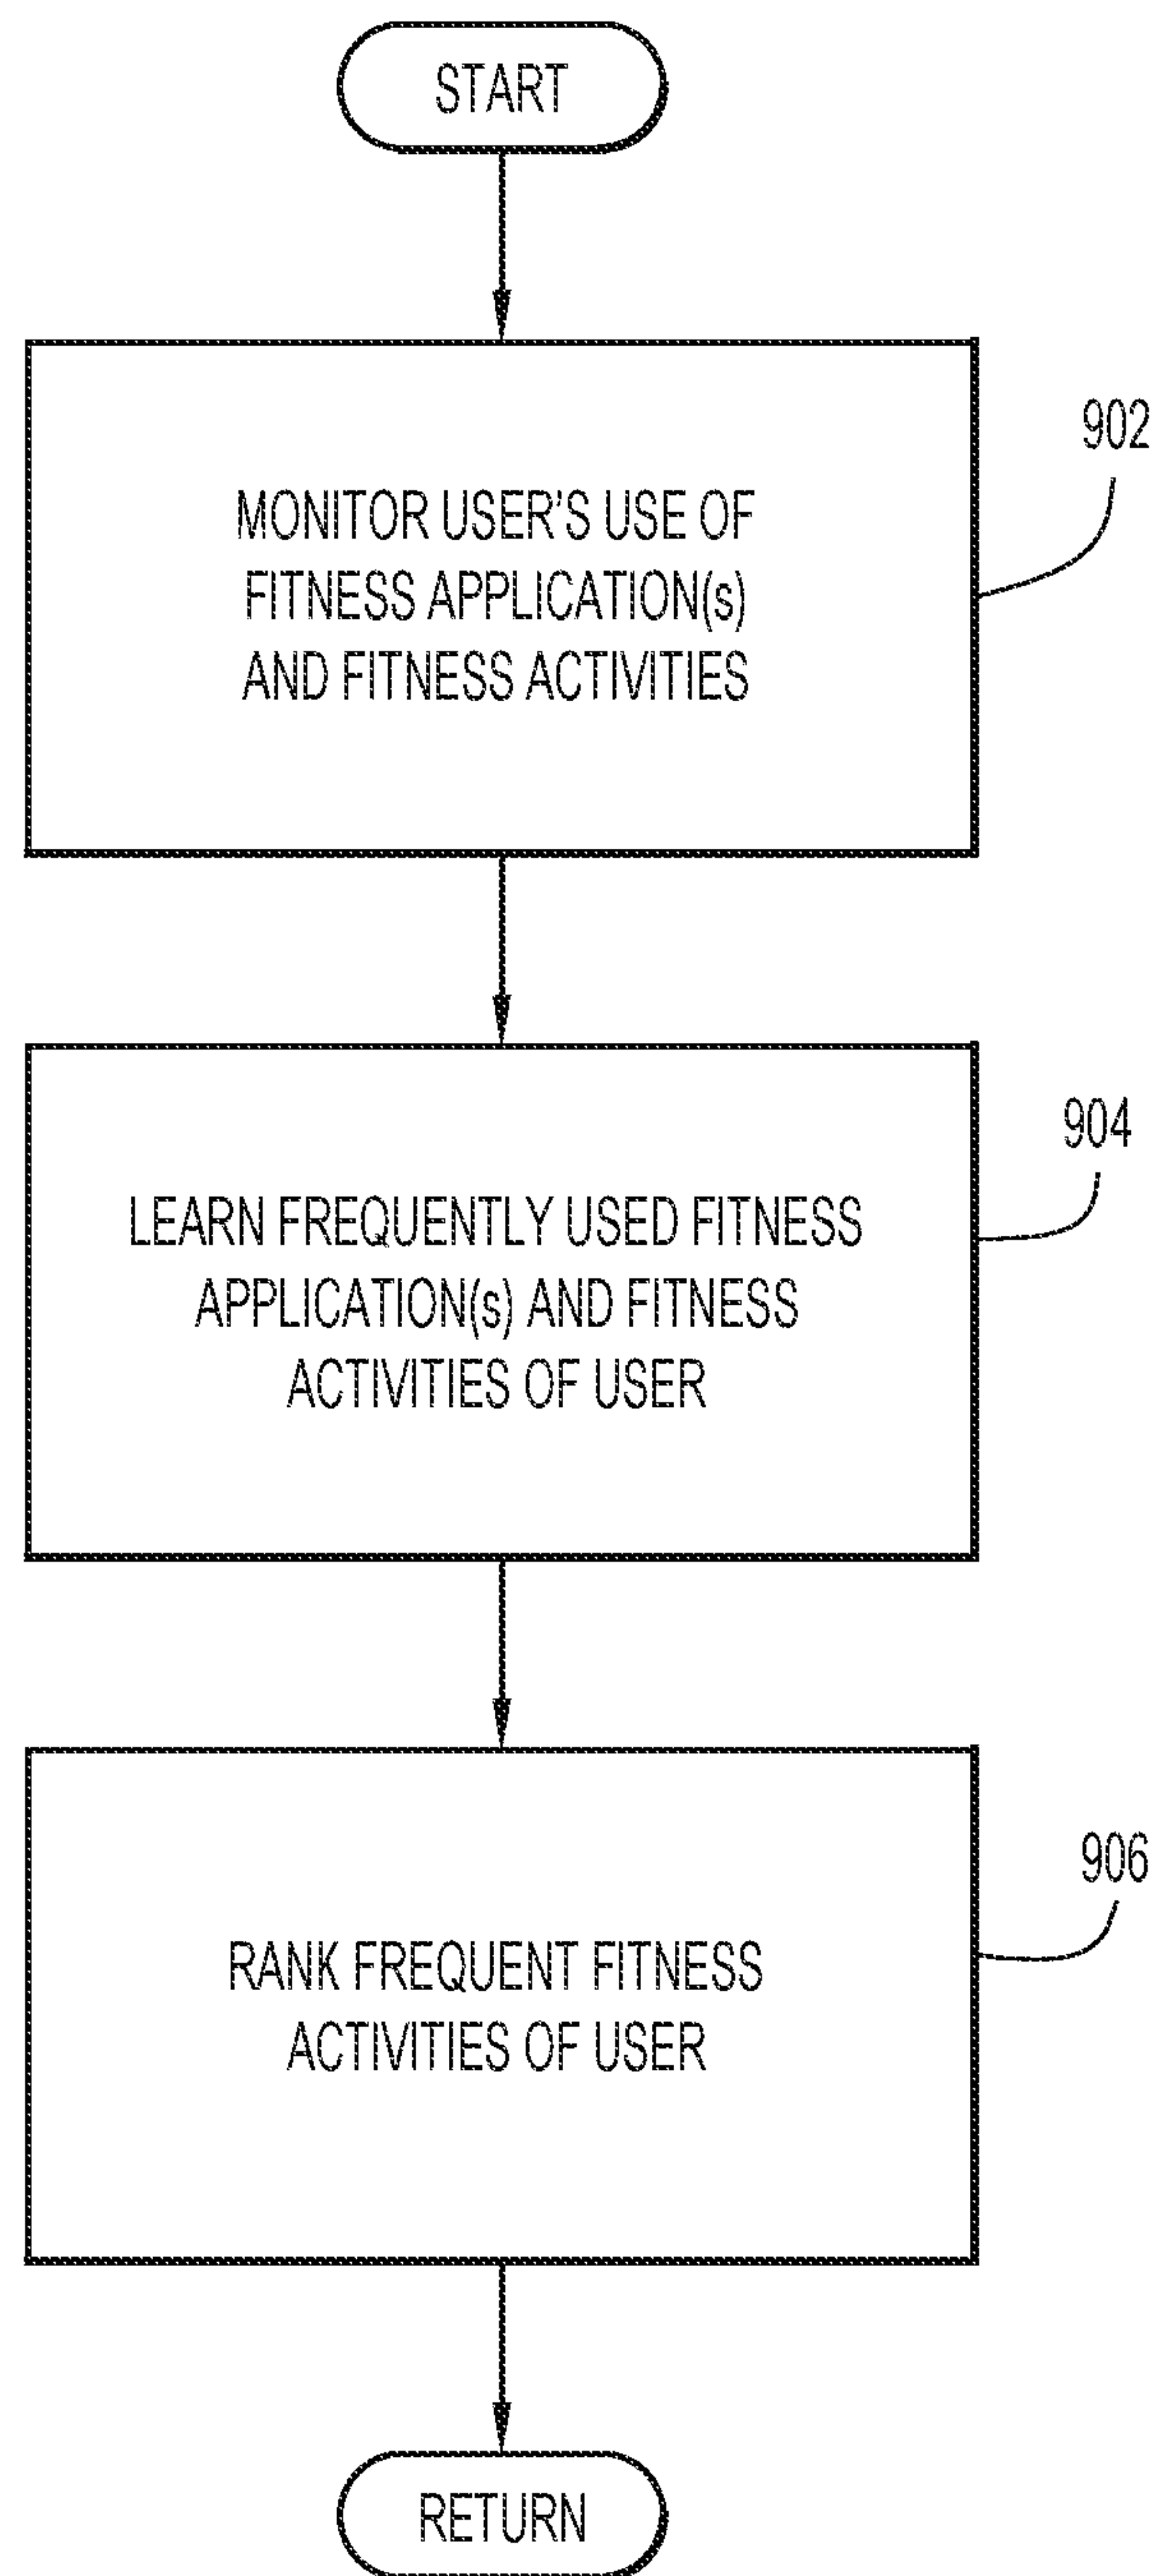 START
902
MONITOR USER'S USE OF
FITNESS APPLICATION(s)
AND FITNESS ACTIVITIES
904
LEARN FREQUENTLY USED FITNESS
APPLICATION(s) AND FITNESS
ACTIVITIES OF USER
906
RANK FREQUENT FITNESS
ACTIVITIES OF USER
RETURN